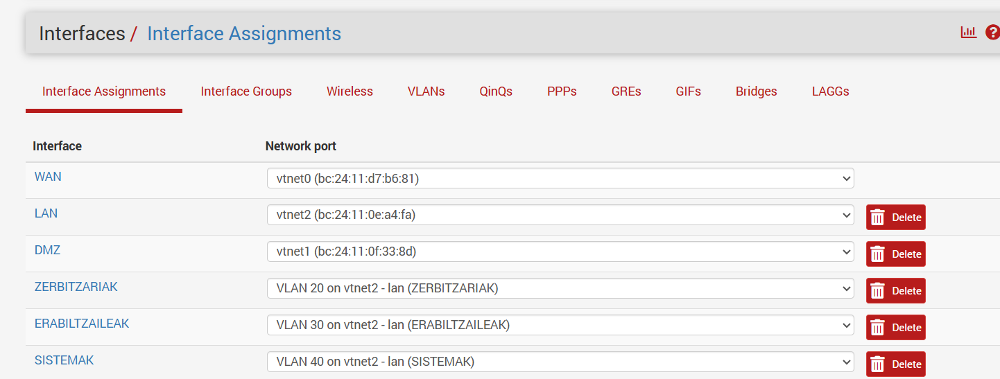 Interfaces / Interface Assignments
Interface Assignments Interface Groups Wireless VLANs QinQs PPPs GREs GIFs Bridges LAGGs
Interface Network port
WAN vtnet0 (bc:24:11:d7:b6:81)
LAN vtnet2 (bc:24:11:0e:a4:fa) Delete
DMZ vtnet1 (bc:24:11:0f:33:8d) Delete
ZERBITZARIAK VLAN 20 on vtnet2 - lan (ZERBITZARIAK) Delete
ERABILTZAILEAK VLAN 30 on vtnet2 - lan (ERABILTZAILEAK) Delete
SISTEMAK VLAN 40 on vtnet2 - lan (SISTEMAK) Delete